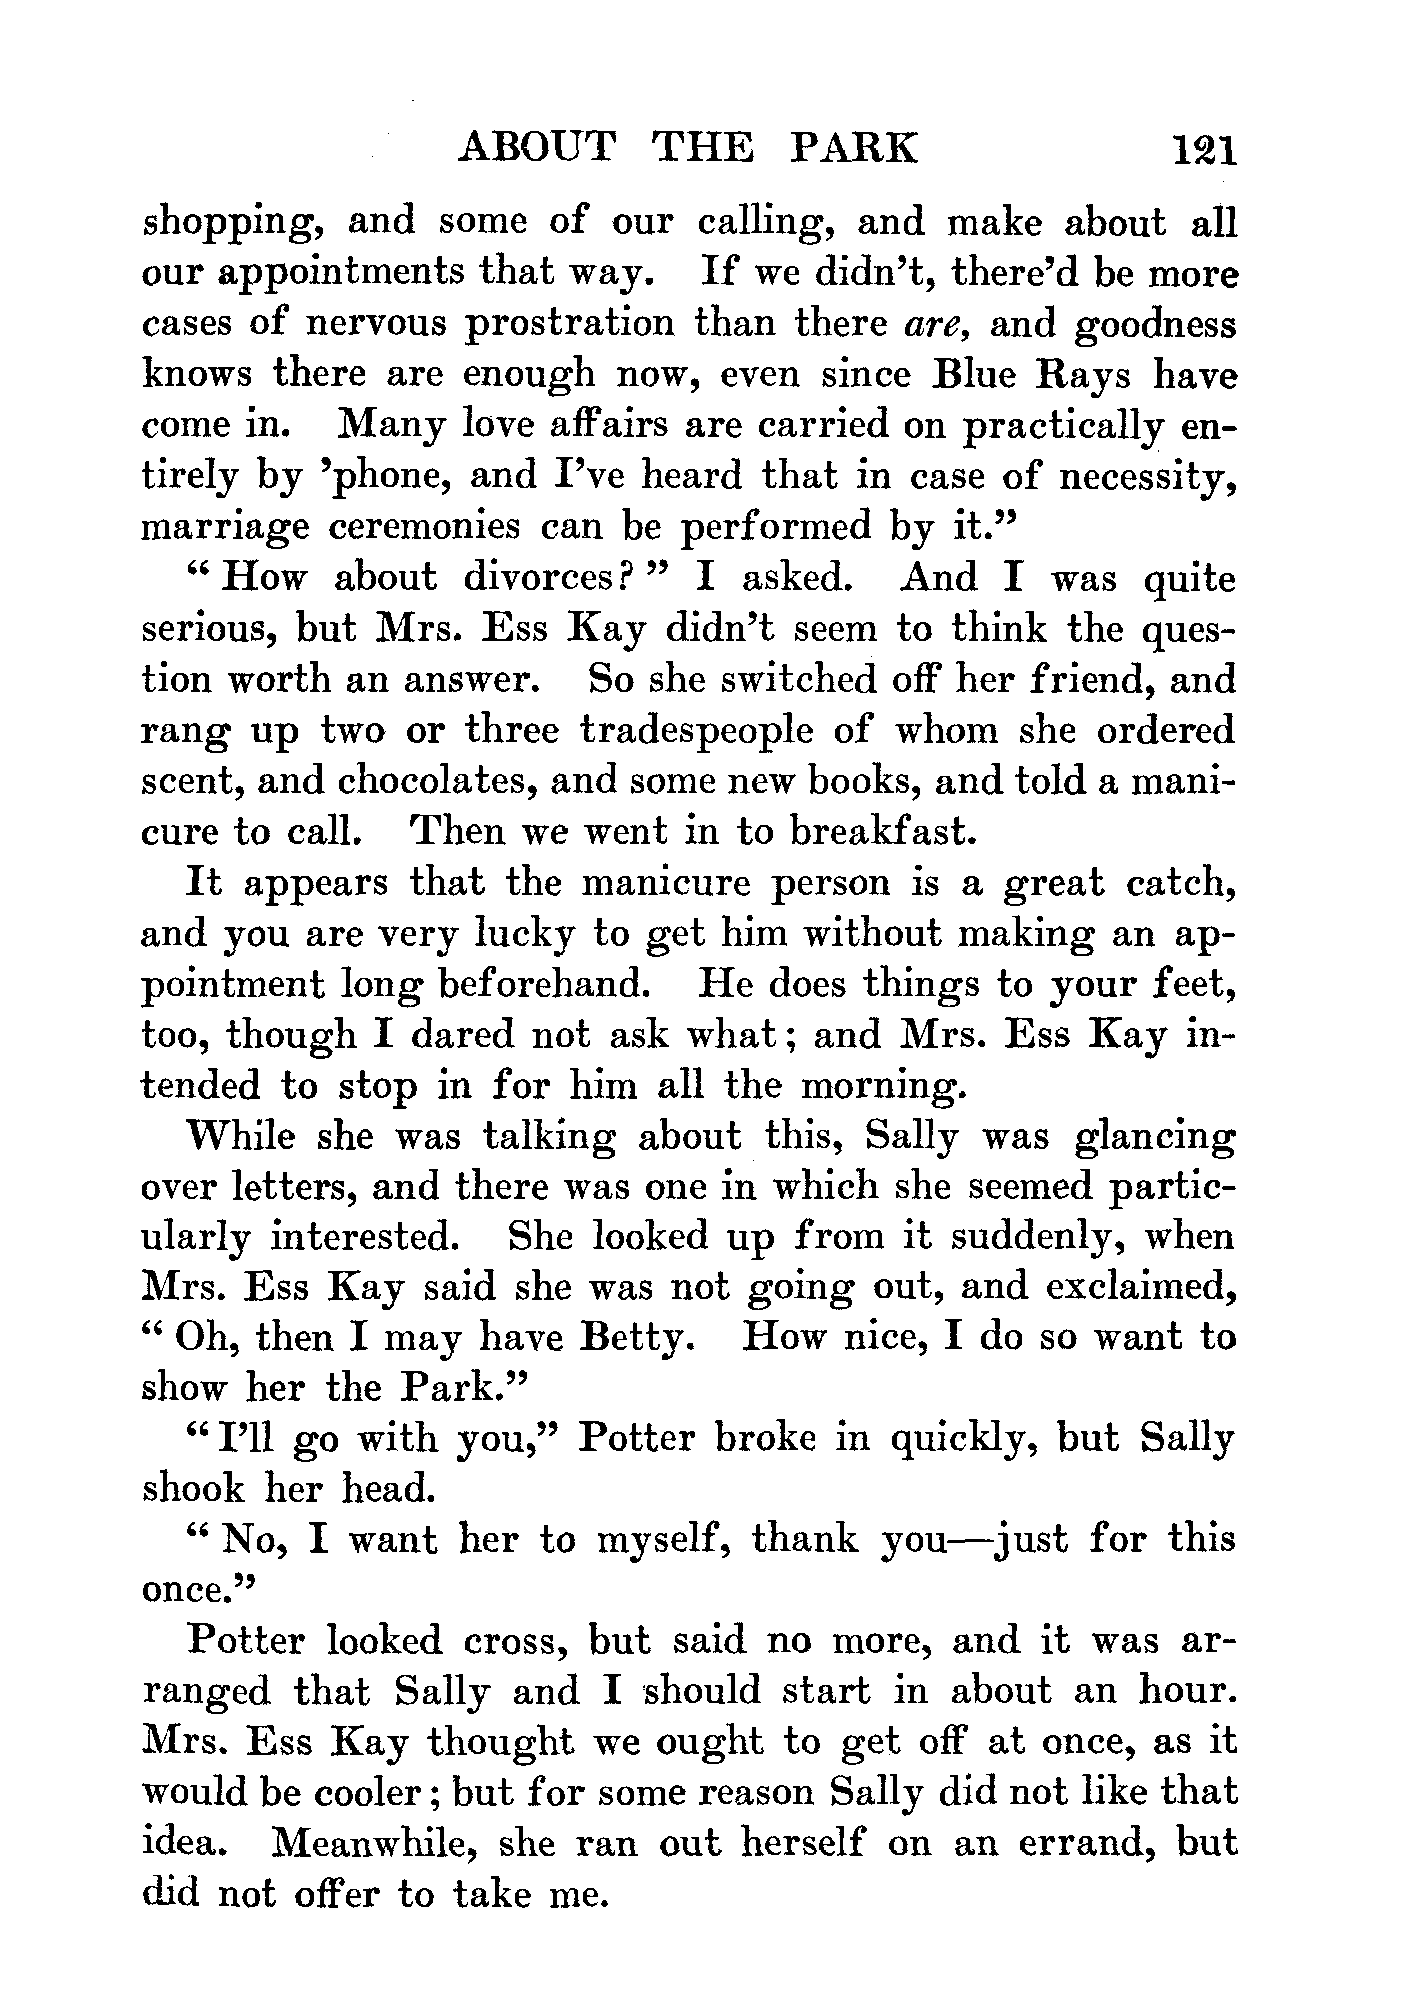 ABOUT THE PARK 121
shopping, and some of our calling, and make about all
our appointments that way. If we didn't, there'd be more
cases of nervous prostration than there are, and goodness
knows there are enough now, even since Blue Rays have
come in. Many love affairs are carried on practically en-
tirely by 'phone, and I've heard that in case of necessity,
marriage ceremonies can be performed by it."
" How about divorces? " I asked. And I was quite
serious, but Mrs. Ess Kay didn't seem to think the ques-
tion worth an answer. So she switched off her friend, and
rang up two or three tradespeople of whom she ordered
scent, and chocolates, and some new books, and told a mani-
cure to call. Then we went in to breakfast.
It appears that the manicure person is a great catch,
and you are very lucky to get him without making an ap-
pointment long beforehand. He does things to your feet,
too, though I dared not ask what; and Mrs. Ess Kay in-
tended to stop in for him all the morning.
While she was talking about this, Sally was glancing
over letters, and there was one in which she seemed partic-
ularly interested. She looked up from it suddenly, when
Mrs. Ess Kay said she was not going out, and exclaimed,
" Oh, then I may have Betty. How nice, I do so want to
show her the Park."
" I'll go with you," Potter broke in quickly, but Sally
shook her head.
" No, I want her to myself, thank you—just for this
once."
Potter looked cross, but said no more, and it was ar-
ranged that Sally and I should start in about an hour.
Mrs. Ess Kay thought we ought to get off at once, as it
would be cooler; but for some reason Sally did not like that
idea. Meanwhile, she ran out herself on an errand, but
did not offer to take me.